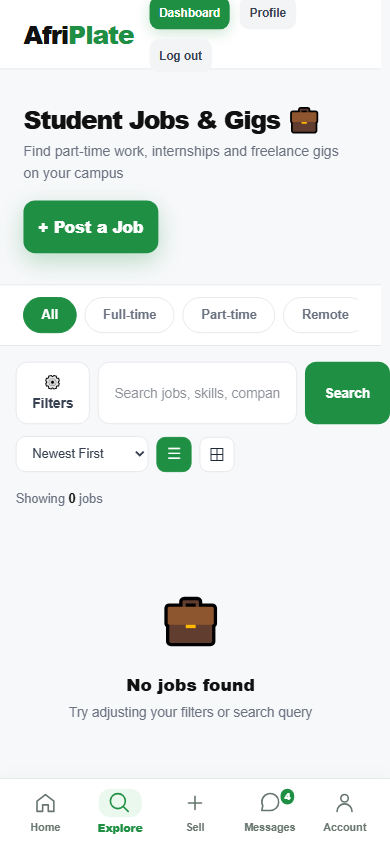 AfriPlate
Dashboard
Profile
Log out
Student Jobs & Gigs
Find part-time work, internships and freelance gigs
on your campus
+ Post a Job
All
Full-time
Part-time
Remote
Filters
Search jobs, skills, compan
Search
Newest First
Showing 0 jobs
No jobs found
Try adjusting your filters or search query
4
Home
Explore
Sell
Messages
Account